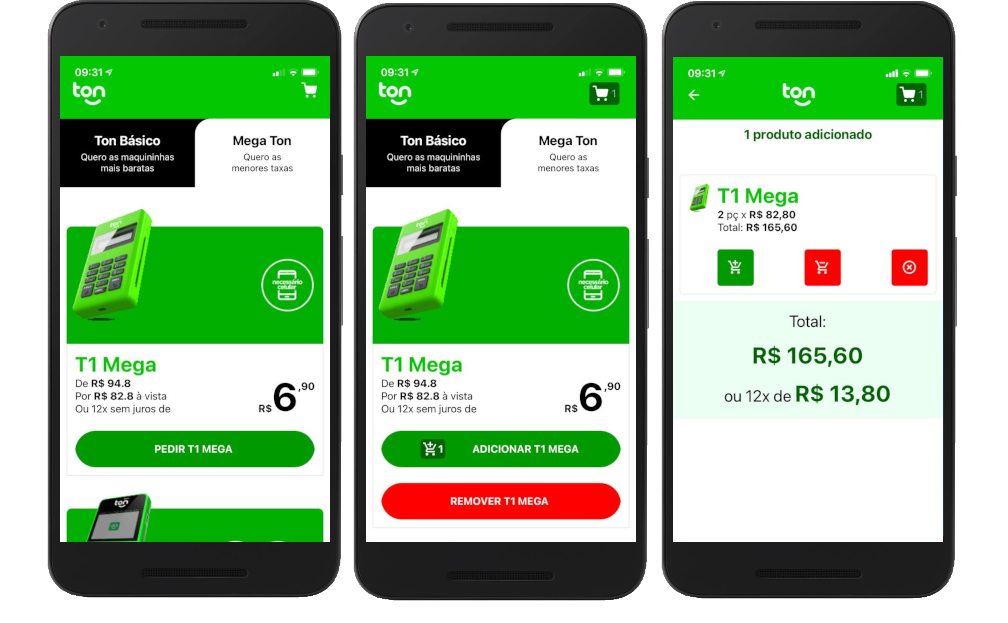 09:31
ton
Ton Básico
Quero as maquininhas
mais baratas
Mega Ton
Quero as
menores taxas
ton
necessário
celular
T1 Mega
De R$ 94.8
Por R$ 82.8 à vista
Ou 12x sem juros de
R$ 6,90
PEDIR T1 MEGA
ton
09:31
ton
1
Ton Básico
Quero as maquininhas
mais baratas
Mega Ton
Quero as
menores taxas
ton
necessário
celular
T1 Mega
De R$ 94.8
Por R$ 82.8 à vista
Ou 12x sem juros de
R$ 6,90
1 ADICIONAR T1 MEGA
REMOVER T1 MEGA
09:31
ton
1
1 produto adicionado
T1 Mega
2 pç x R$ 82,80
Total: R$ 165,60
Total:
R$ 165,60
ou 12x de R$ 13,80